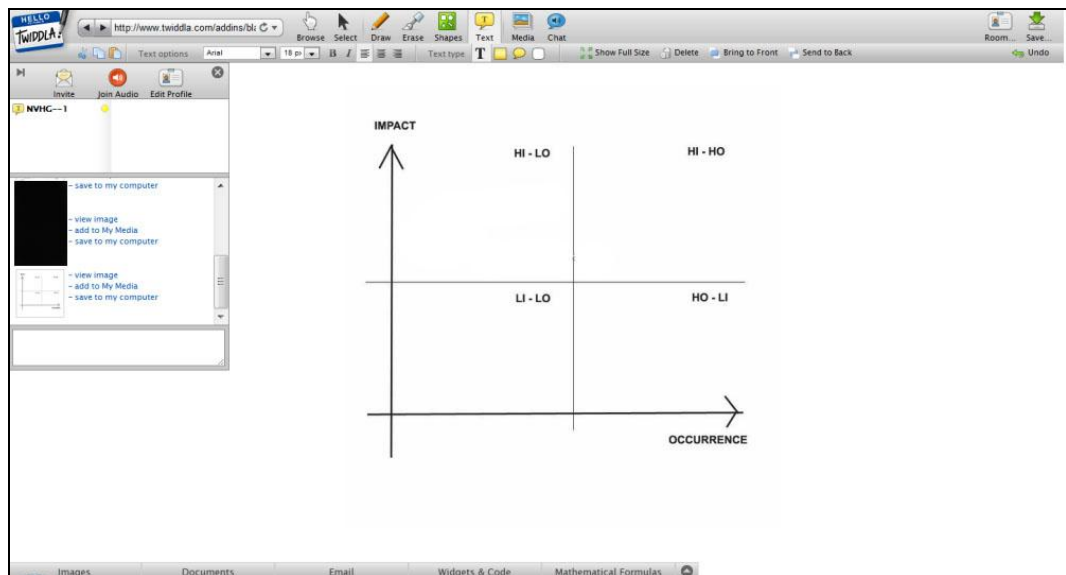 HELLO
TWIDDLA!
http://www.twiddla.com/addins/bla
Browse Select Draw Erase Shapes Text Media Chat
Room... Save...
Text options Arial 18 px B I Text type T Show Full Size Delete Bring to Front Send to Back Undo
Invite Join Audio Edit Profile
NVHG--1
- save to my computer
- view image
- add to My Media
- save to my computer
- view image
- add to My Media
- save to my computer
IMPACT
HI - LO HI - HO
LI - LO HO - LI
OCCURRENCE
Images Documents Email Widgets & Code Mathematical Formulas